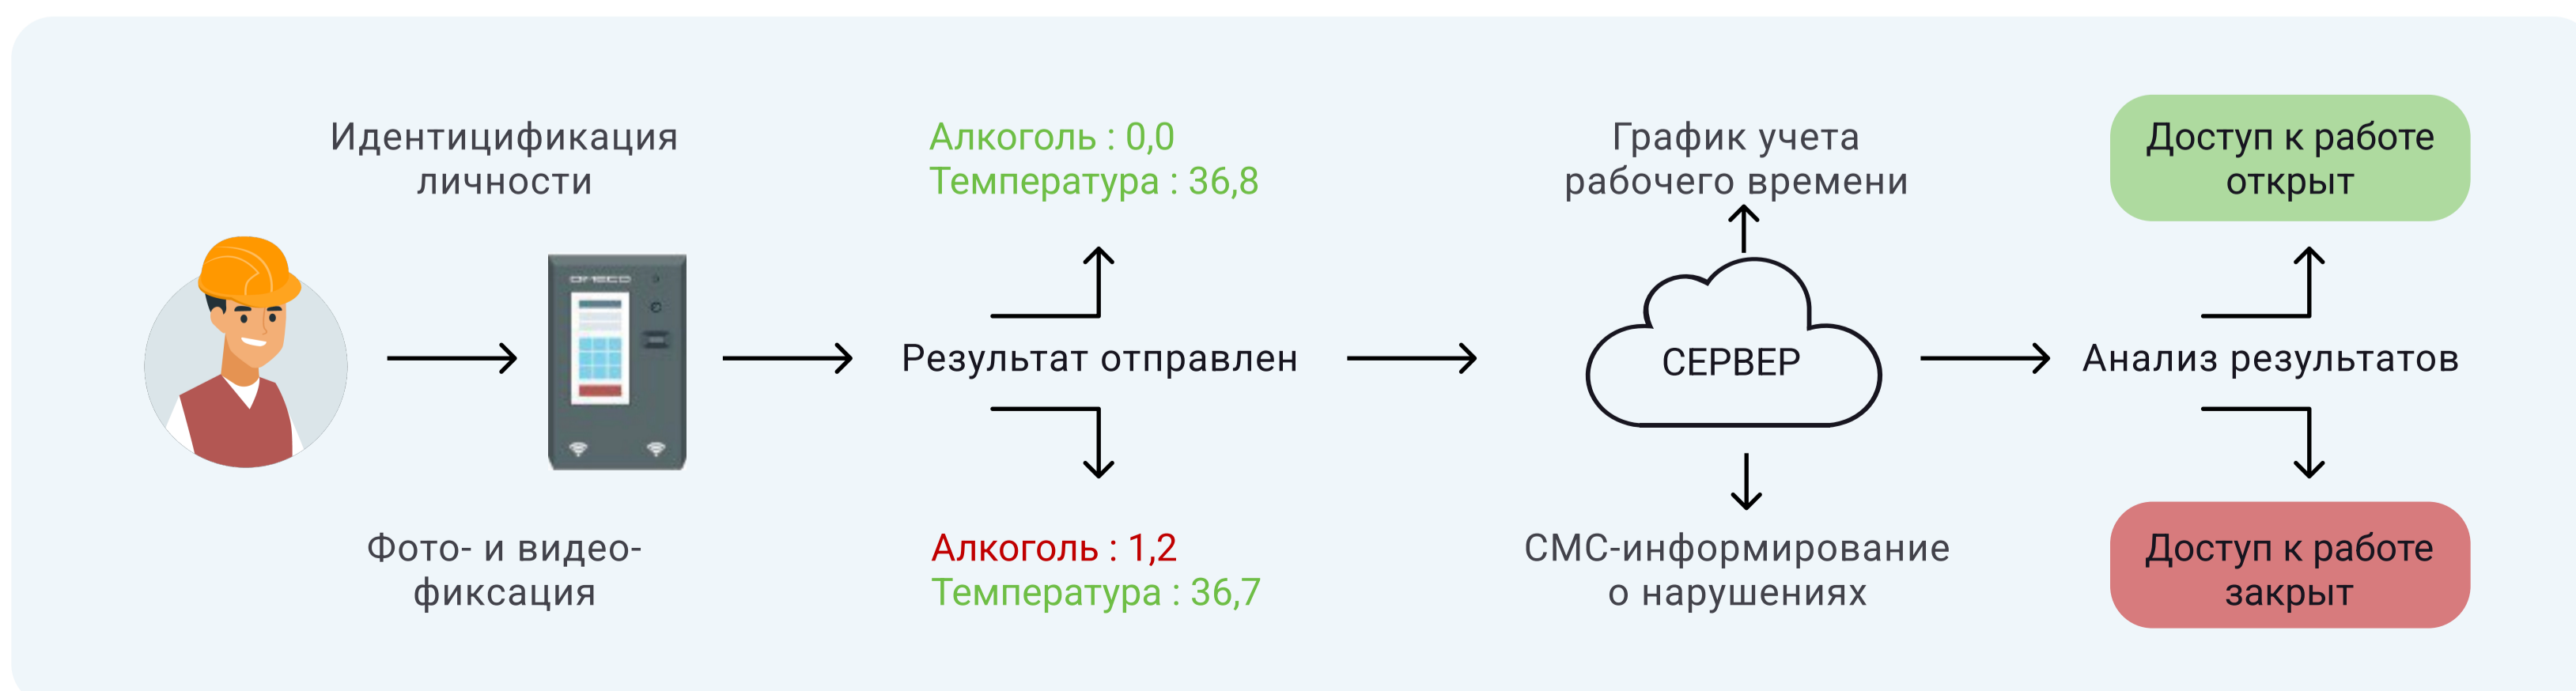 Идентицификация
личности
Фото- и видео-
фиксация
Алкоголь : 0,0
Температура : 36,8
Результат отправлен
Алкоголь : 1,2
Температура : 36,7
График учета
рабочего времени
СЕРВЕР
СМС-информирование
о нарушениях
Доступ к работе
открыт
Анализ результатов
Доступ к работе
закрыт